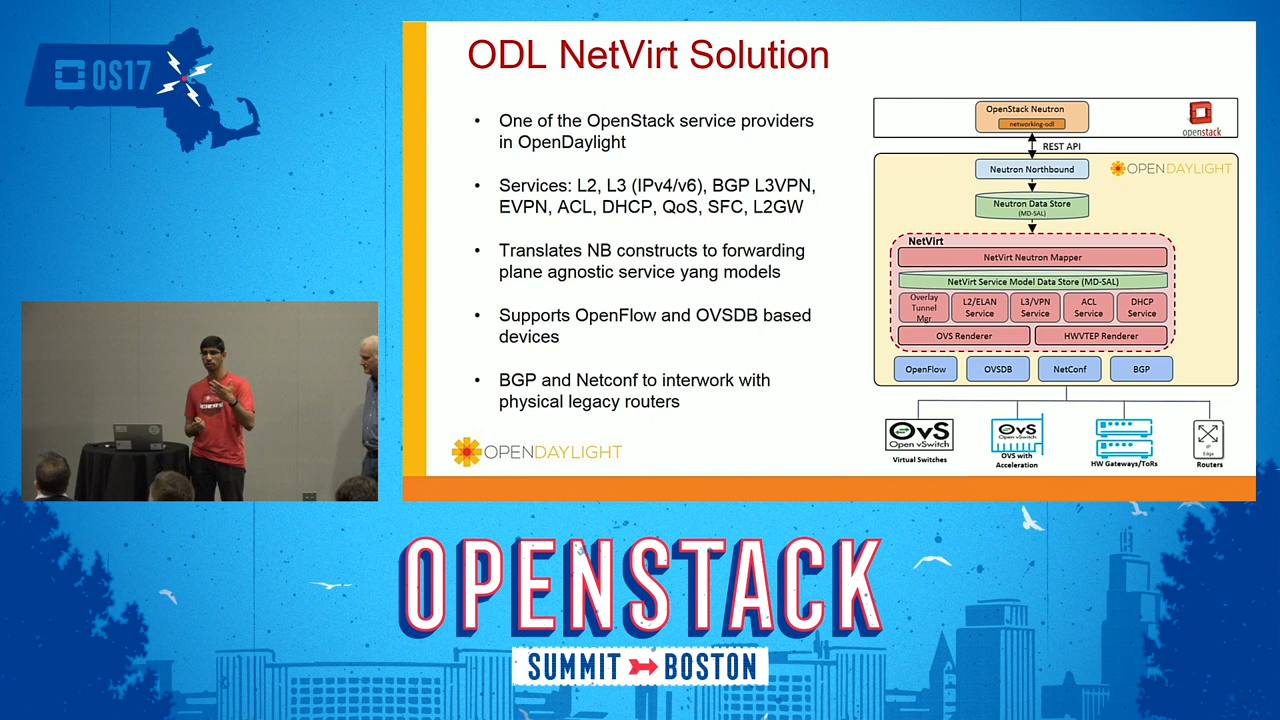 OS17
ODL NetVirt Solution
• One of the OpenStack service providers
in OpenDaylight
• Services: L2, L3 (IPv4/v6), BGP L3VPN,
EVPN, ACL, DHCP, QoS, SFC, L2GW
• Translates NB constructs to forwarding
plane agnostic service yang models
• Supports OpenFlow and OVSDB based
devices
• BGP and Netconf to interwork with
physical legacy routers
OPENDAYLIGHT
OpenStack Neutron
networking-odl
openstack
REST API
Neutron Northbound
OPENDAYLIGHT
Neutron Data Store
(MD-SAL)
NetVirt
NetVirt Neutron Mapper
NetVirt Service Model Data Store (MD-SAL)
Overlay
Tunnel
Mgr
L2/ELAN
Service
L3/VPN
Service
ACL
Service
DHCP
Service
OVS Renderer
HWVTEP Renderer
OpenFlow
OVSDB
NetConf
BGP
OvS
Open vSwitch
Virtual Switches
OvS
Open vSwitch
OVS with
Acceleration
HW Gateways/ToRs
IP
Edge
Routers
OPENSTACK
SUMMIT BOSTON